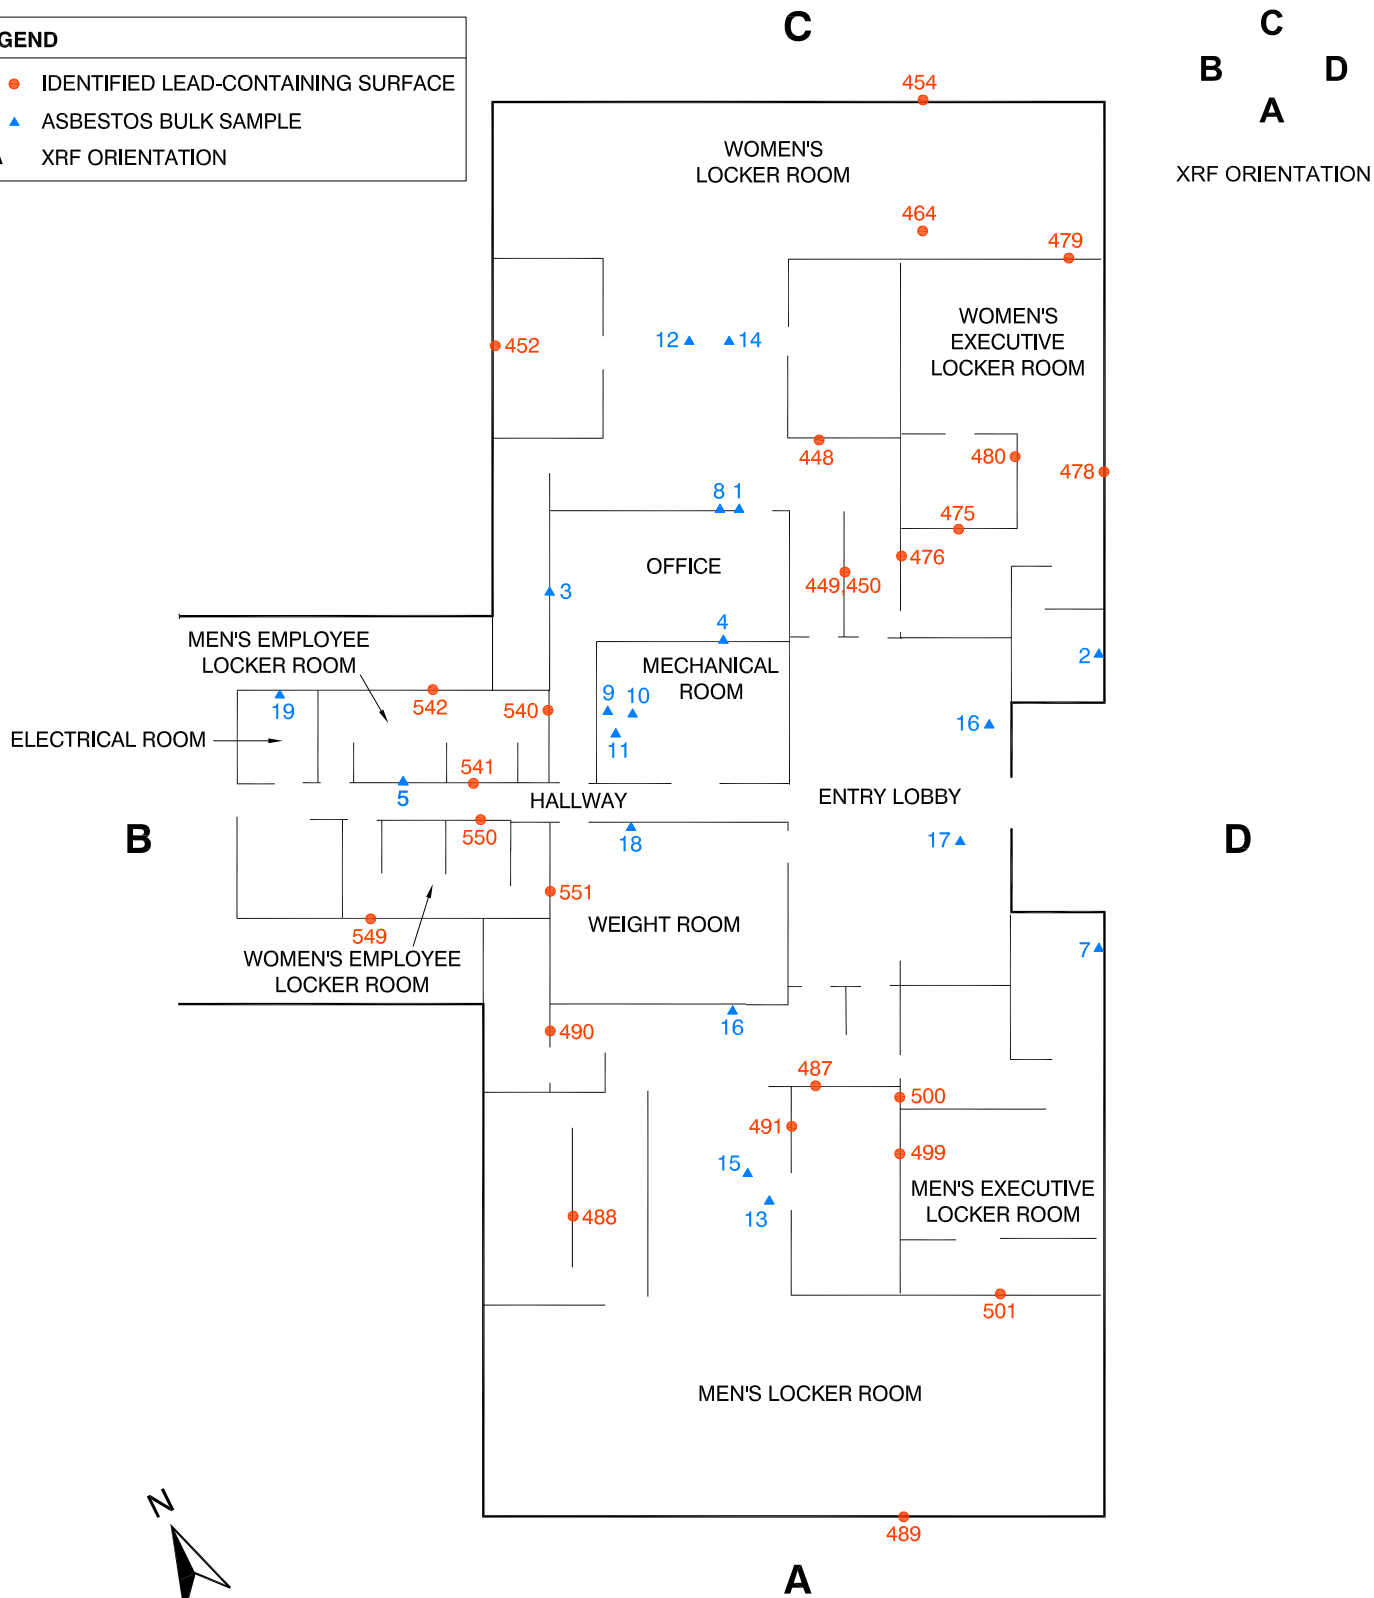 GEND
IDENTIFIED LEAD-CONTAINING SURFACE
ASBESTOS BULK SAMPLE
XRF ORIENTATION
C
C
B D
A
XRF ORIENTATION
454
WOMEN'S
LOCKER ROOM
464
479
452
12
14
WOMEN'S
EXECUTIVE
LOCKER ROOM
448
480
478
8 1
475
476
OFFICE
449,450
3
4
MEN'S EMPLOYEE
LOCKER ROOM
MECHANICAL
ROOM
2
9
10
11
19
542
540
16
ELECTRICAL ROOM
541
5
HALLWAY
ENTRY LOBBY
B
550
18
17
D
551
WEIGHT ROOM
549
7
WOMEN'S EMPLOYEE
LOCKER ROOM
490
16
487
500
491
499
15
13
MEN'S EXECUTIVE
LOCKER ROOM
488
501
MEN'S LOCKER ROOM
N
489
A